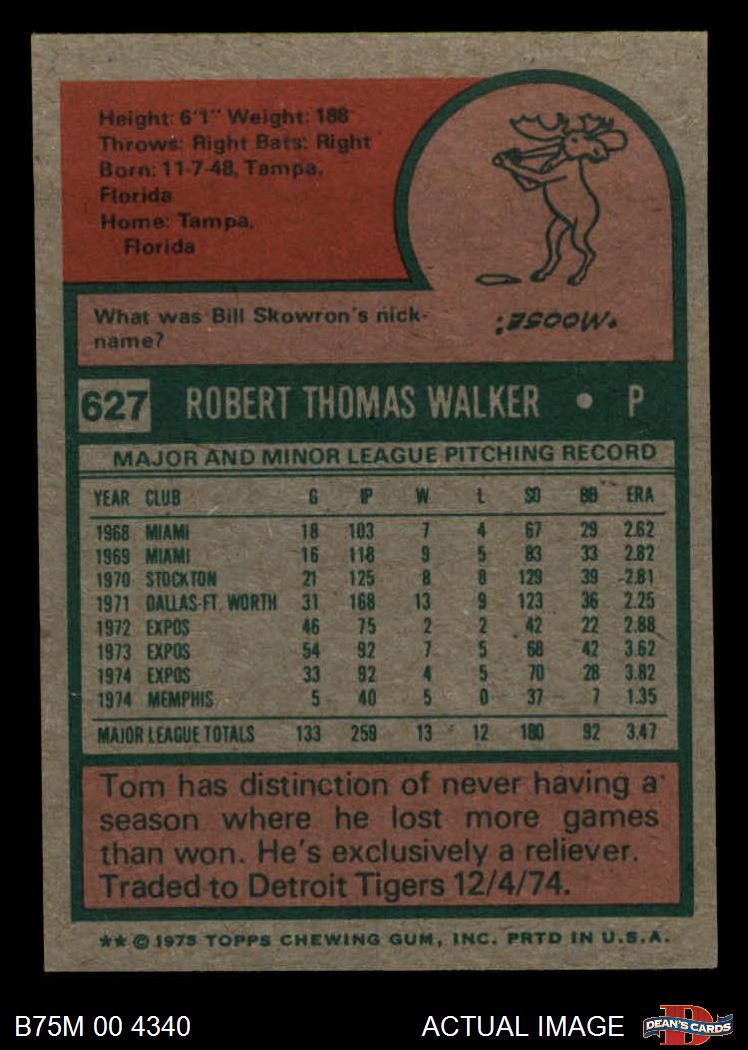 Height: 6'1" Weight: 188
Throws: Right Bats: Right
Born: 11-7-48, Tampa,
Florida
Home: Tampa,
Florida
What was Bill Skowron's nick-
name?
"Moose."
627 ROBERT THOMAS WALKER • P
MAJOR AND MINOR LEAGUE PITCHING RECORD
YEAR CLUB G IP W L SO BB ERA
1968 MIAMI 18 103 7 4 67 29 2.62
1969 MIAMI 16 118 9 5 83 33 2.82
1970 STOCKTON 21 125 8 8 129 39 2.81
1971 DALLAS-FT. WORTH 31 168 13 9 123 36 2.25
1972 EXPOS 46 75 2 2 42 22 2.88
1973 EXPOS 54 92 7 5 68 42 3.62
1974 EXPOS 33 92 4 5 70 28 3.82
1974 MEMPHIS 5 40 5 0 37 7 1.35
MAJOR LEAGUE TOTALS 133 259 13 12 180 92 3.47
Tom has distinction of never having a
season where he lost more games
than won. He's exclusively a reliever.
Traded to Detroit Tigers 12/4/74.
** © 1975 TOPPS CHEWING GUM, INC. PRTD IN U.S.A.
B75M 00 4340 ACTUAL IMAGE D DEAN'S CARDS